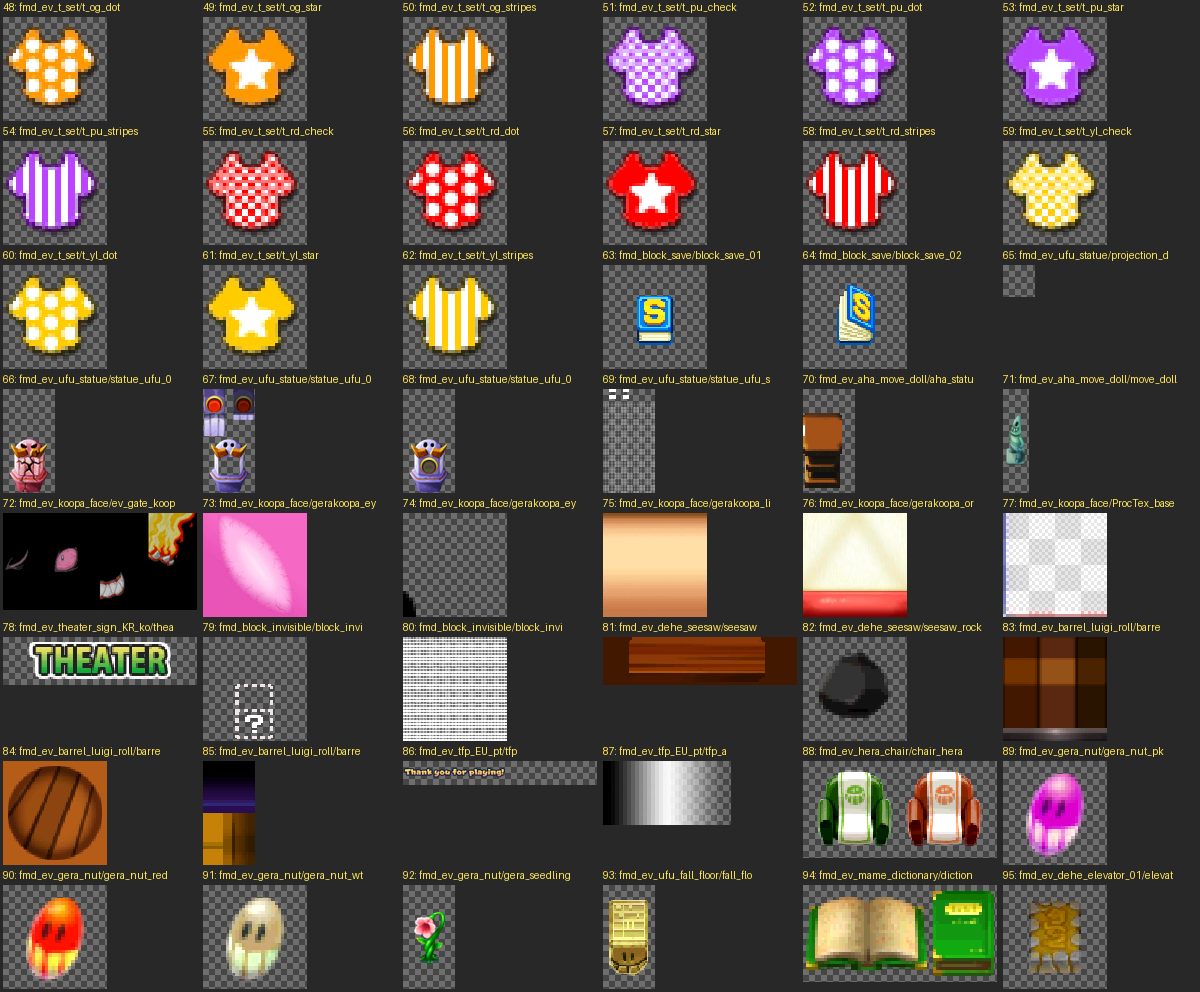 48: fmd_ev_t_set/t_og_dot
49: fmd_ev_t_set/t_og_star
50: fmd_ev_t_set/t_og_stripes
51: fmd_ev_t_set/t_pu_check
52: fmd_ev_t_set/t_pu_dot
53: fmd_ev_t_set/t_pu_star
54: fmd_ev_t_set/t_pu_stripes
55: fmd_ev_t_set/t_rd_check
56: fmd_ev_t_set/t_rd_dot
57: fmd_ev_t_set/t_rd_star
58: fmd_ev_t_set/t_rd_stripes
59: fmd_ev_t_set/t_yl_check
60: fmd_ev_t_set/t_yl_dot
61: fmd_ev_t_set/t_yl_star
62: fmd_ev_t_set/t_yl_stripes
63: fmd_block_save/block_save_01
64: fmd_block_save/block_save_02
65: fmd_ev_ufu_statue/projection_d
S
S
66: fmd_ev_ufu_statue/statue_ufu_0
67: fmd_ev_ufu_statue/statue_ufu_0
68: fmd_ev_ufu_statue/statue_ufu_0
69: fmd_ev_ufu_statue/statue_ufu_s
70: fmd_ev_aha_move_doll/aha_statu
71: fmd_ev_aha_move_doll/move_doll
72: fmd_ev_koopa_face/ev_gate_koop
73: fmd_ev_koopa_face/gerakoopa_ey
74: fmd_ev_koopa_face/gerakoopa_ey
75: fmd_ev_koopa_face/gerakoopa_li
76: fmd_ev_koopa_face/gerakoopa_or
77: fmd_ev_koopa_face/ProcTex_base
78: fmd_ev_theater_sign_KR_ko/thea
79: fmd_block_invisible/block_invi
80: fmd_block_invisible/block_invi
81: fmd_ev_dehe_seesaw/seesaw
82: fmd_ev_dehe_seesaw/seesaw_rock
83: fmd_ev_barrel_luigi_roll/barre
THEATER
?
84: fmd_ev_barrel_luigi_roll/barre
85: fmd_ev_barrel_luigi_roll/barre
86: fmd_ev_tfp_EU_pt/tfp
87: fmd_ev_tfp_EU_pt/tfp_a
88: fmd_ev_hera_chair/chair_hera
89: fmd_ev_gera_nut/gera_nut_pk
Thank you for playing!
90: fmd_ev_gera_nut/gera_nut_red
91: fmd_ev_gera_nut/gera_nut_wt
92: fmd_ev_gera_nut/gera_seedling
93: fmd_ev_ufu_fall_floor/fall_flo
94: fmd_ev_mame_dictionary/diction
95: fmd_ev_dehe_elevator_01/elevat